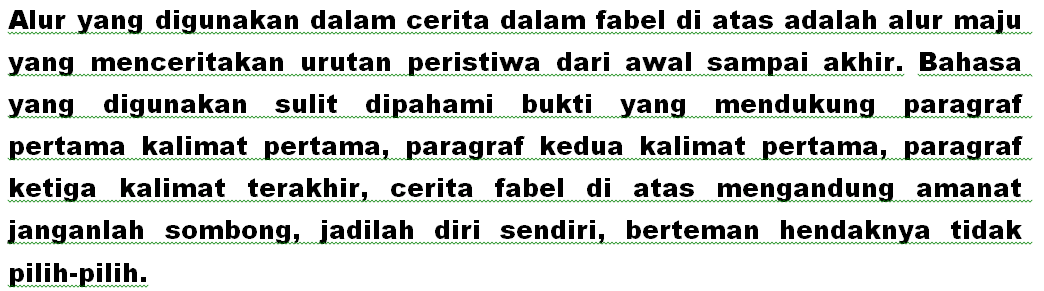 Alur yang digunakan dalam cerita dalam fabel di atas adalah alur maju
yang menceritakan urutan peristiwa dari awal sampai akhir. Bahasa
yang digunakan sulit dipahami bukti yang mendukung paragraf
pertama kalimat pertama, paragraf kedua kalimat pertama, paragraf
ketiga kalimat terakhir, cerita fabel di atas mengandung amanat
janganlah sombong, jadilah diri sendiri, berteman hendaknya tidak
pilih-pilih.